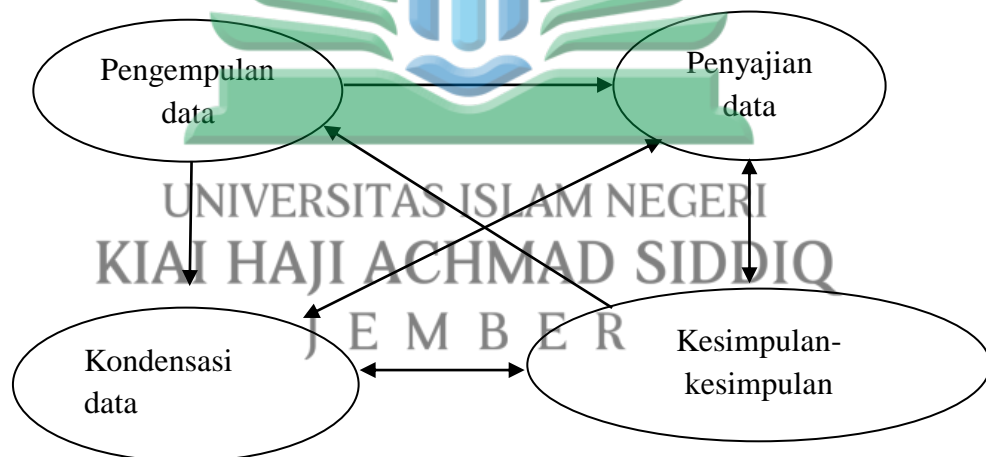 Pengempulan
data
Penyajian
data
UNIVERSITAS ISLAM NEGERI
KIAI HAJI ACHMAD SIDDIQ
J E M B E R
Kondensasi
data
Kesimpulan-
kesimpulan